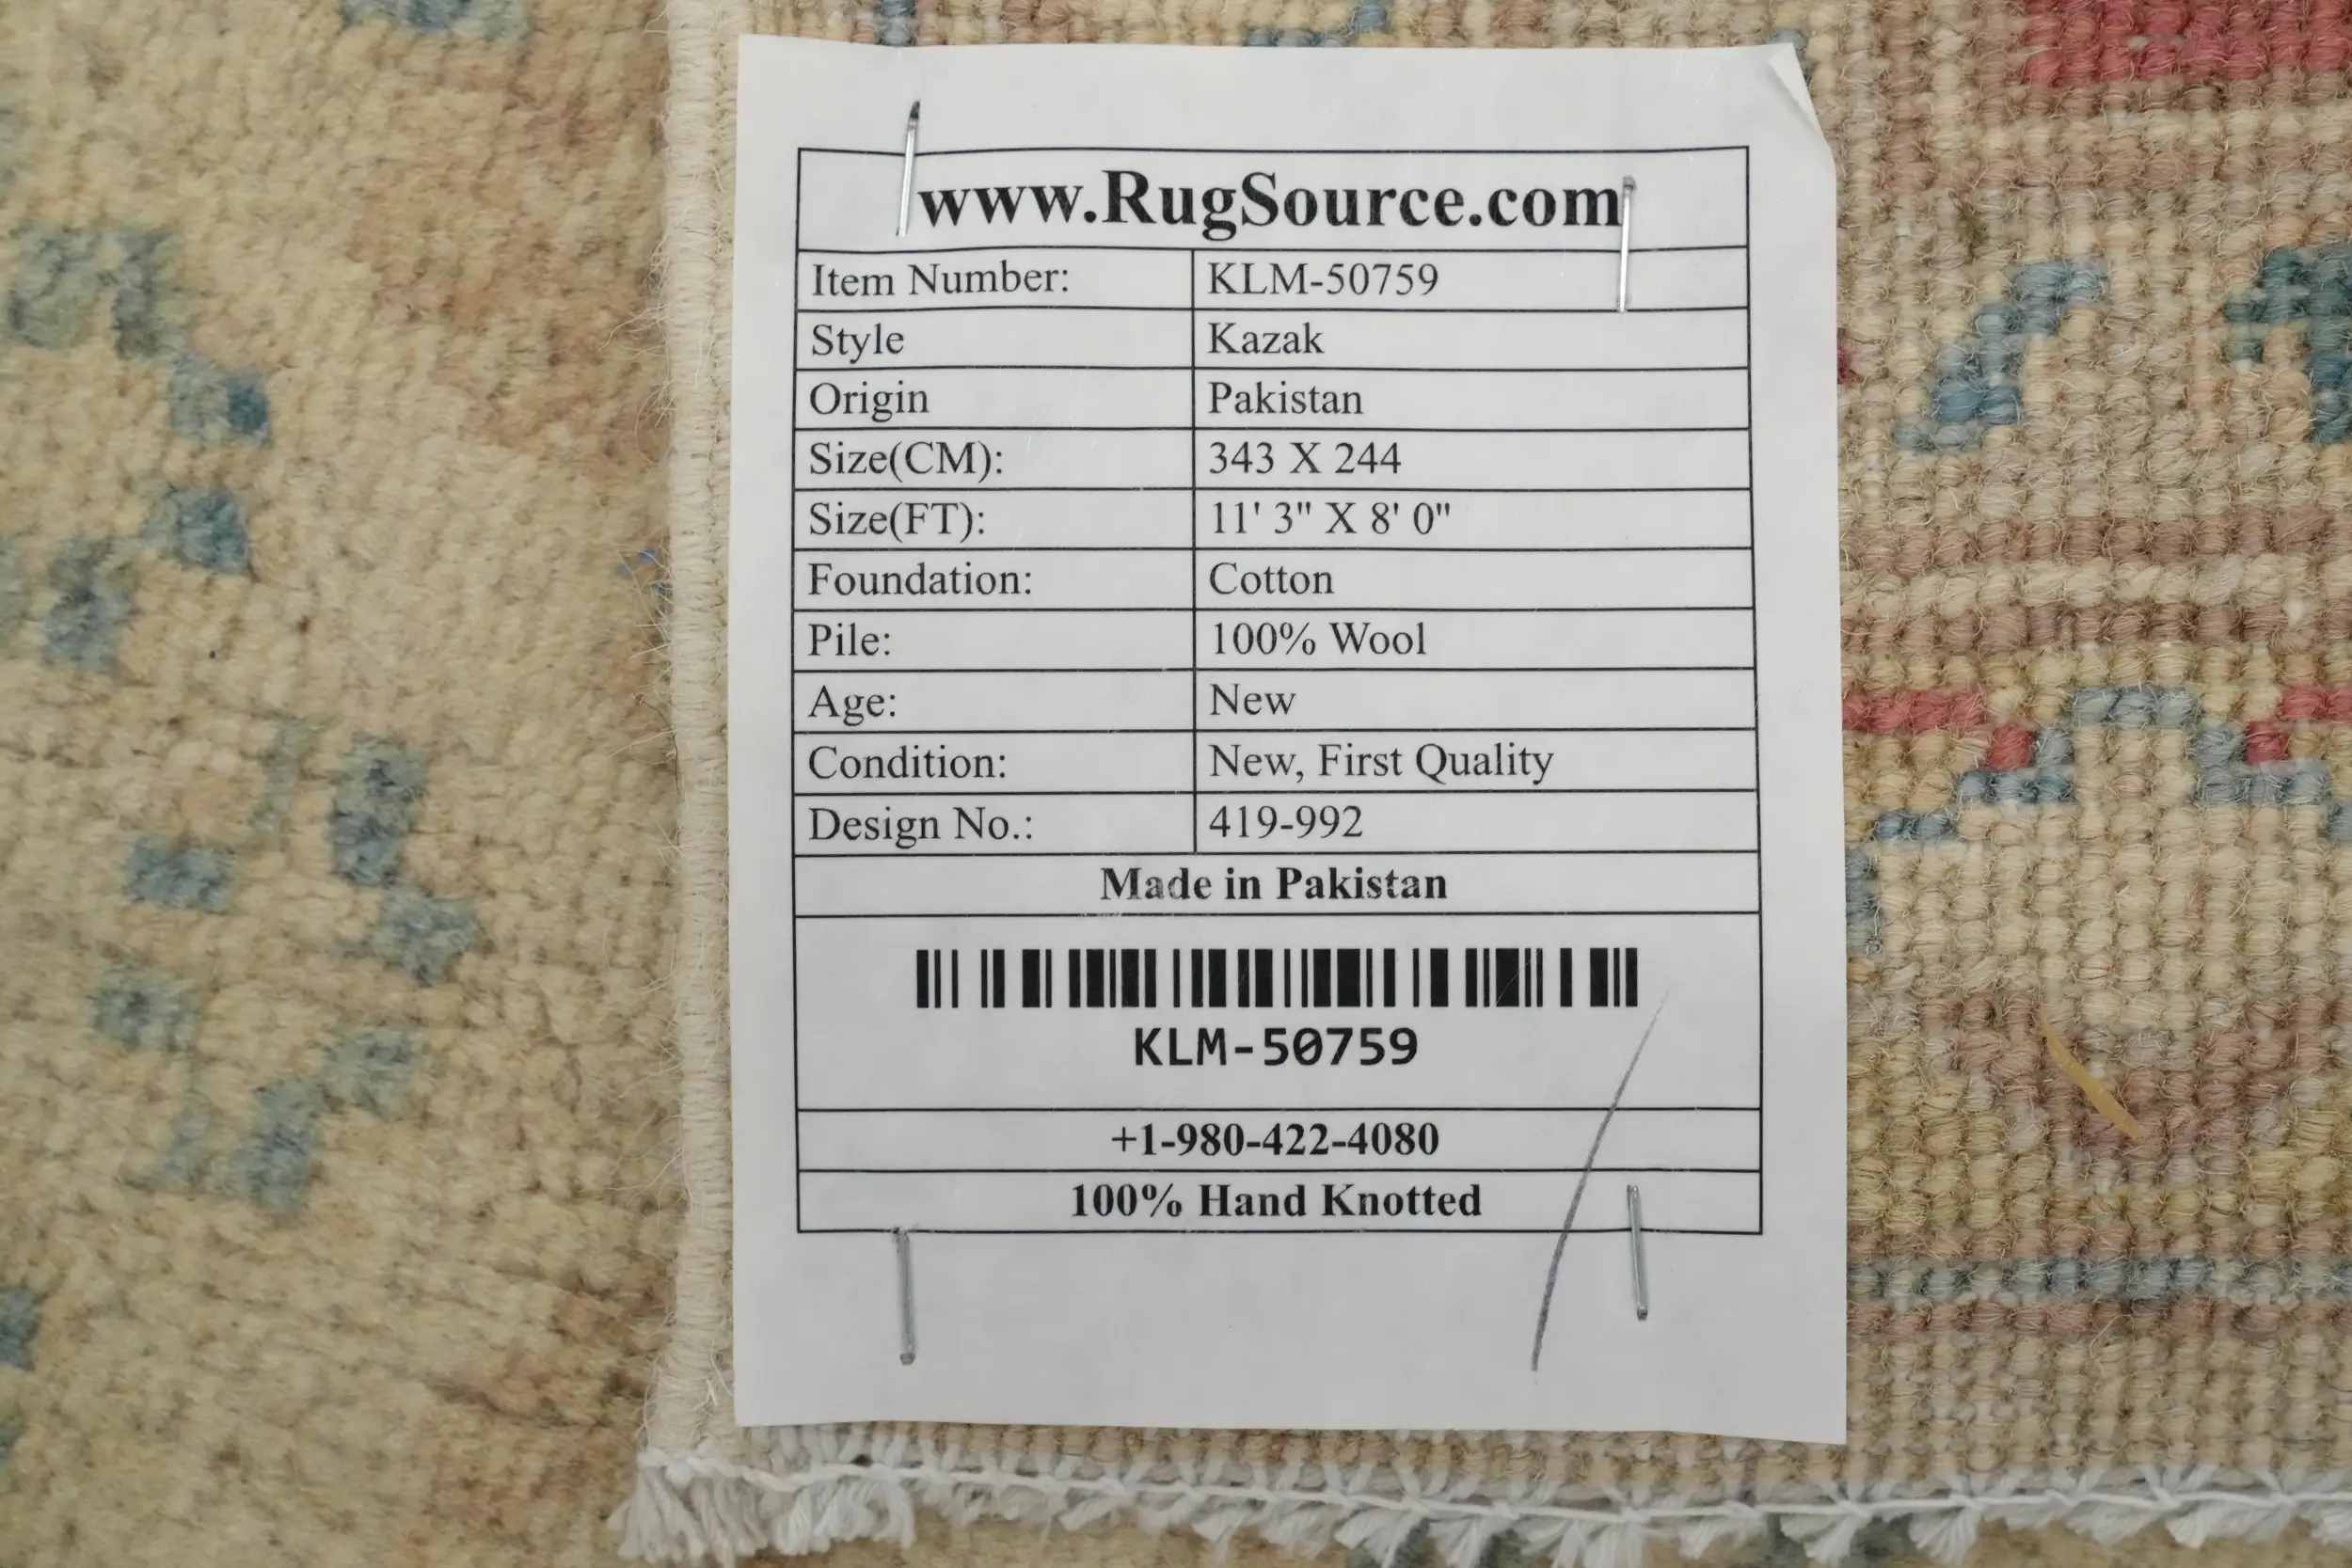 www.RugSource.com
Item Number: KLM-50759
Style Kazak
Origin Pakistan
Size(CM): 343 X 244
Size(FT): 11' 3" X 8' 0"
Foundation: Cotton
Pile: 100% Wool
Age: New
Condition: New, First Quality
Design No.: 419-992
Made in Pakistan
KLM-50759
+1-980-422-4080
100% Hand Knotted